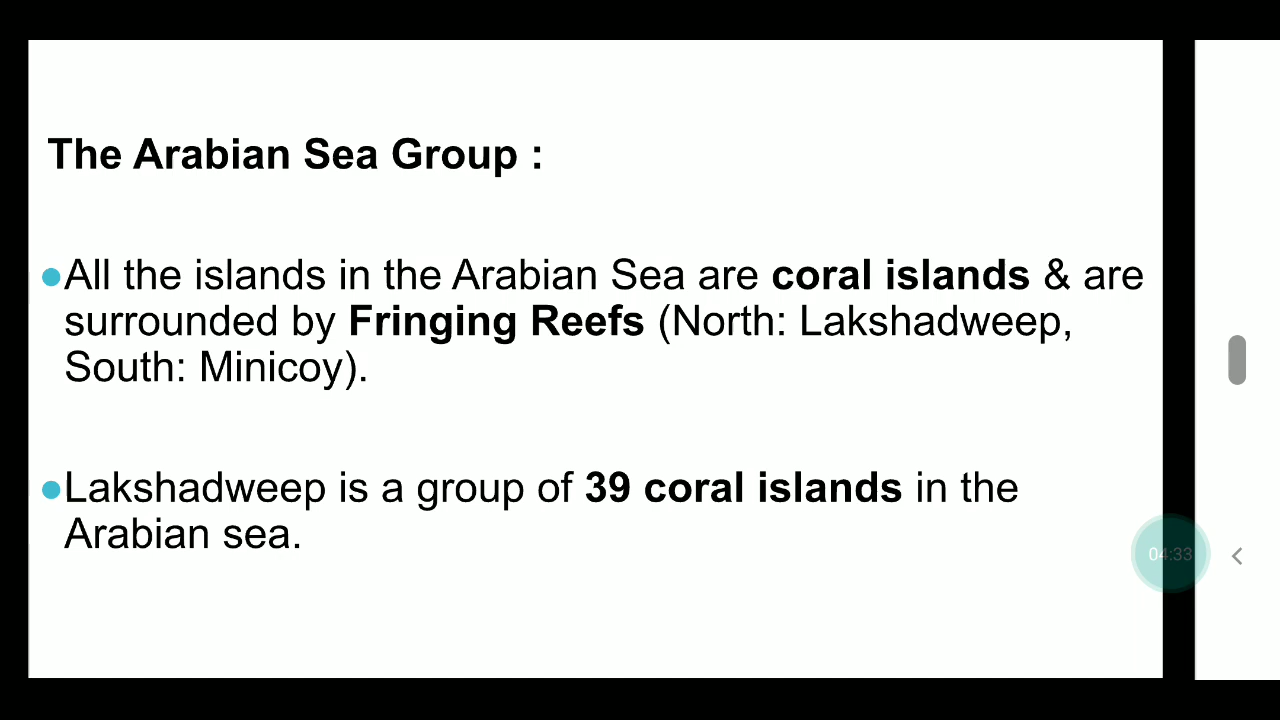 The Arabian Sea Group :
●All the islands in the Arabian Sea are coral islands & are
surrounded by Fringing Reefs (North: Lakshadweep,
South: Minicoy).
●Lakshadweep is a group of 39 coral islands in the
Arabian sea.
04:33